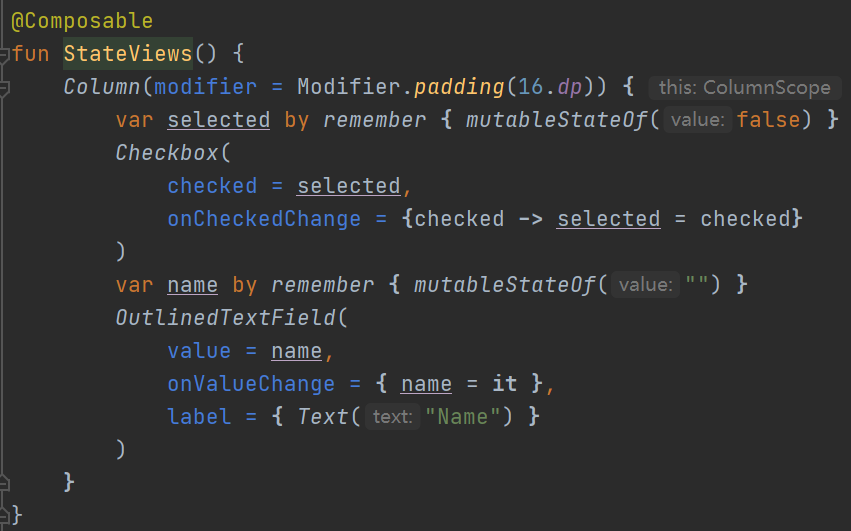 @Composable
fun StateViews() {
    Column(modifier = Modifier.padding(16.dp)) { this: ColumnScope
        var selected by remember { mutableStateOf( value: false) }
        Checkbox(
            checked = selected,
            onCheckedChange = {checked -> selected = checked}
        )
        var name by remember { mutableStateOf( value: "") }
        OutlinedTextField(
            value = name,
            onValueChange = { name = it },
            label = { Text( text: "Name") }
        )
    }
}